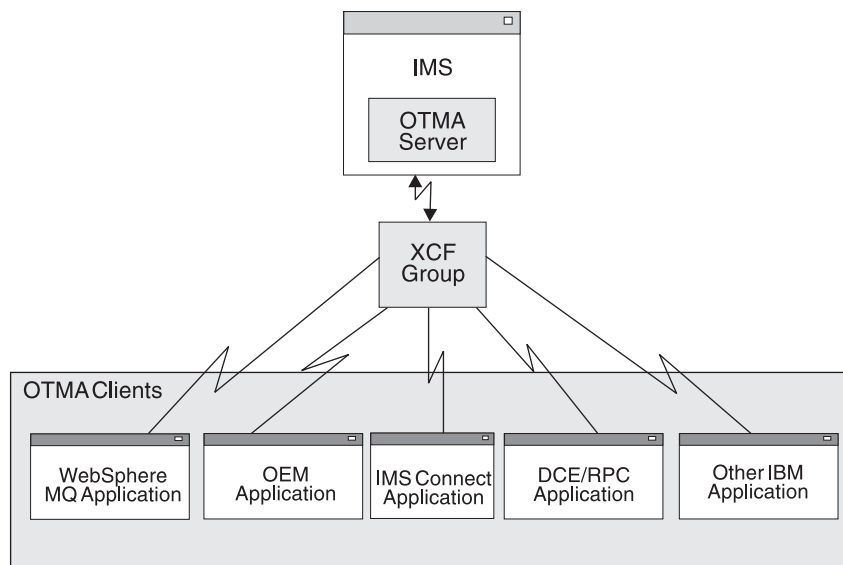 IMS
OTMA
Server
XCF
Group
OTMA Clients
WebSphere
MQ Application
OEM
Application
IMS Connect
Application
DCE/RPC
Application
Other IBM
Application